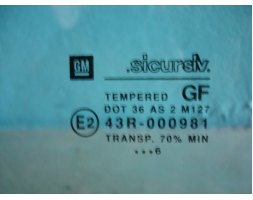 .sicursiv.
GM
TEMPERED GF
DOT 36 AS 2 M127
E2 43R-000981
TRANSP. 70% MIN
...6